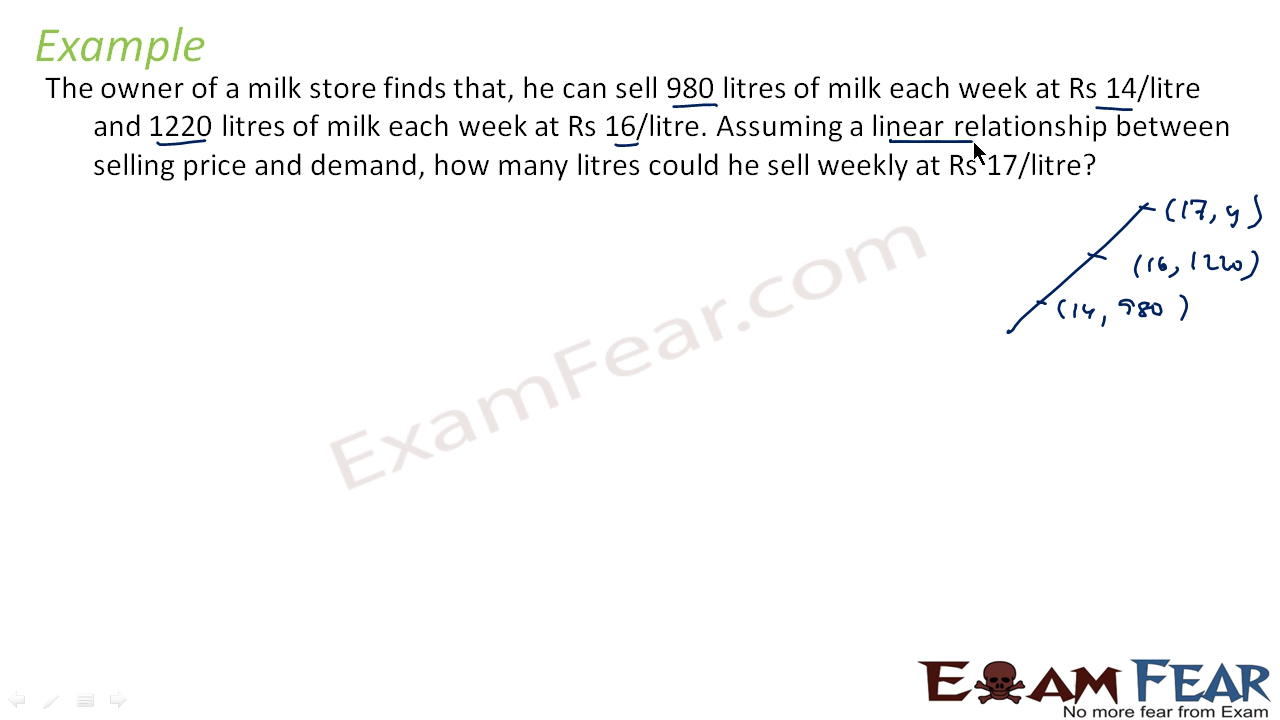 Example
The owner of a milk store finds that, he can sell 980 litres of milk each week at Rs 14/litre
and 1220 litres of milk each week at Rs 16/litre. Assuming a linear relationship between
selling price and demand, how many litres could he sell weekly at Rs 17/litre?
(17, y)
(16, 1220)
(14, 980)
ExamFear.com
EXAM FEAR
No more fear from Exam